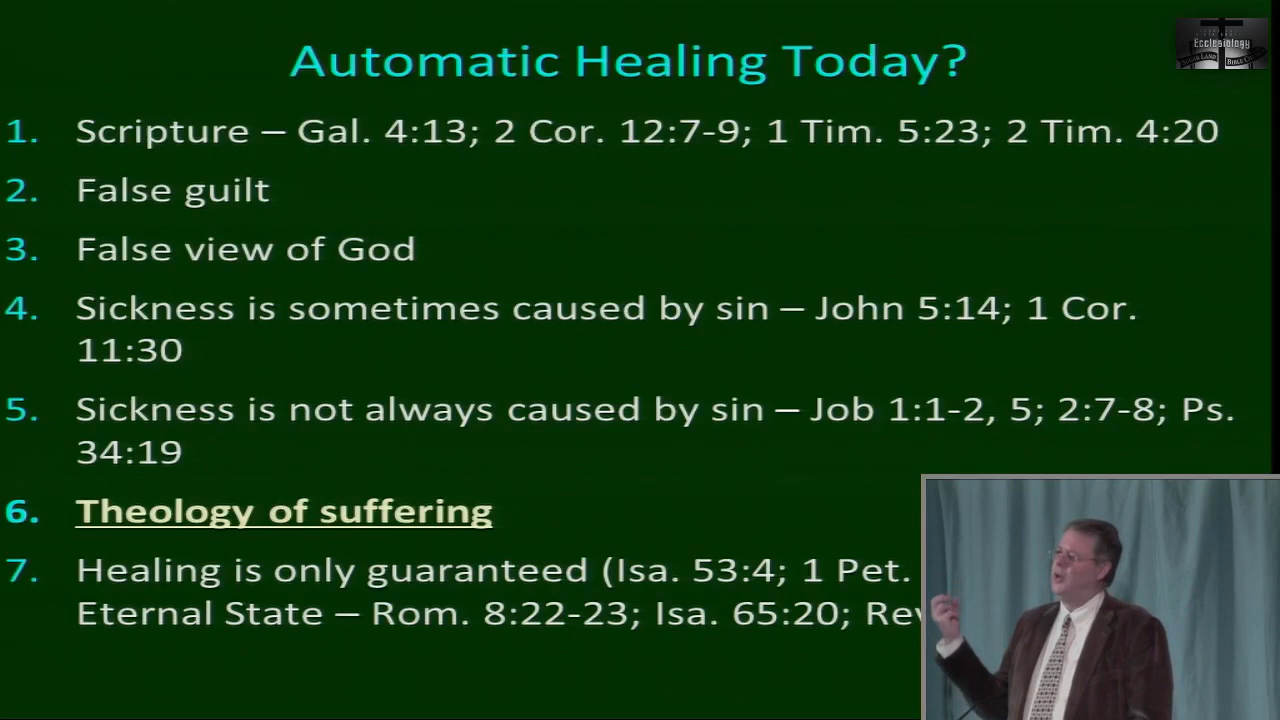 Automatic Healing Today?
Ecclesiology
SUGAR LAND BIBLE
1. Scripture – Gal. 4:13; 2 Cor. 12:7-9; 1 Tim. 5:23; 2 Tim. 4:20
2. False guilt
3. False view of God
4. Sickness is sometimes caused by sin – John 5:14; 1 Cor.
11:30
5. Sickness is not always caused by sin – Job 1:1-2, 5; 2:7-8; Ps.
34:19
6. Theology of suffering
7. Healing is only guaranteed (Isa. 53:4; 1 Pet.
Eternal State – Rom. 8:22-23; Isa. 65:20;